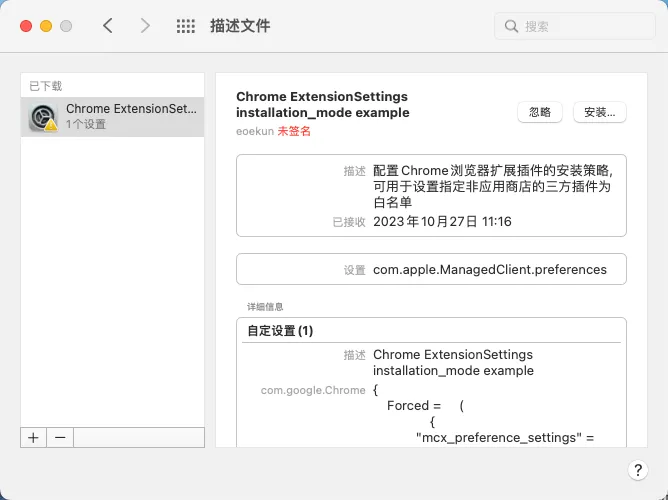 描述文件
搜索
已下载
Chrome ExtensionSet...
1个设置
Chrome ExtensionSettings
installation_mode example
eoekun 未签名
忽略
安装...
描述 配置Chrome浏览器扩展插件的安装策略,
可用于设置指定非应用商店的三方插件为
白名单
已接收 2023年10月27日 11:16
设置 com.apple.ManagedClient.preferences
详细信息
自定设置(1)
描述 Chrome ExtensionSettings
installation_mode example
com.google.Chrome {
Forced = (
{
"mcx_preference_settings" =
+ −
?